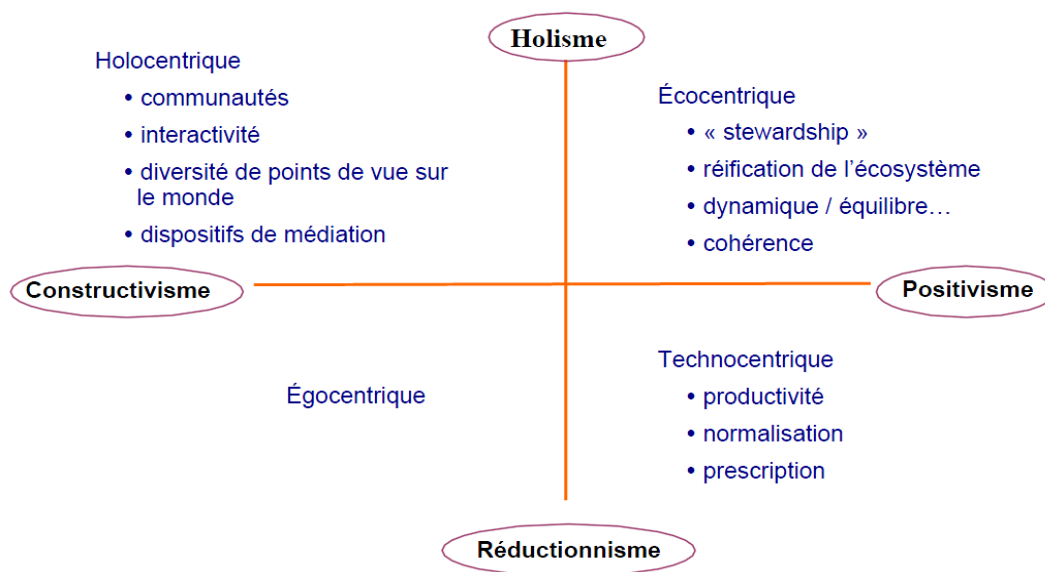 Holisme
Holocentrique
• communautés
• interactivité
• diversité de points de vue sur
le monde
• dispositifs de médiation
Écocentrique
• « stewardship »
• réification de l’écosystème
• dynamique / équilibre…
• cohérence
Constructivisme
Positivisme
Égocentrique
Technocentrique
• productivité
• normalisation
• prescription
Réductionnisme